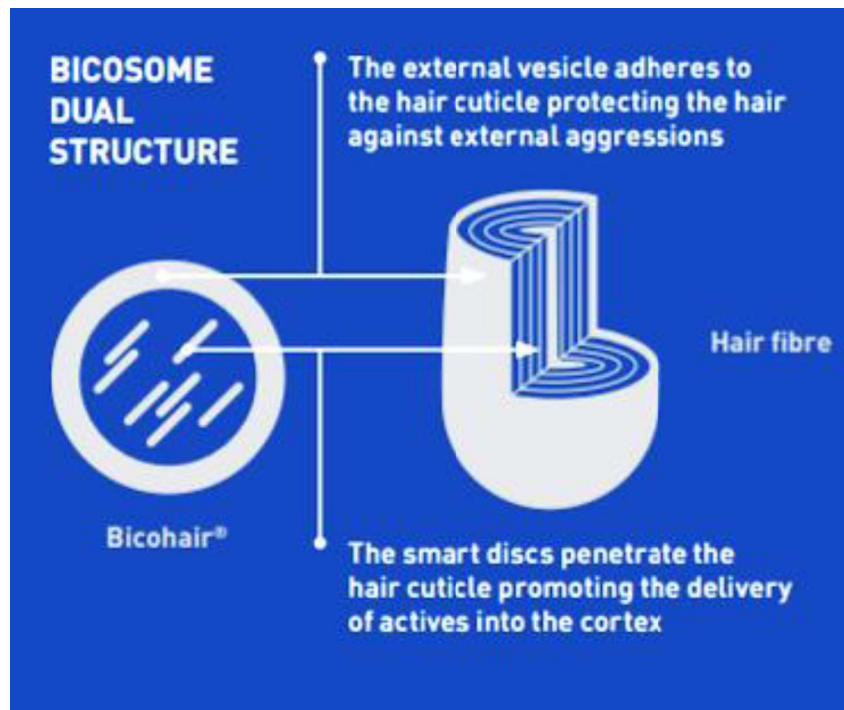 BICOSOME
DUAL
STRUCTURE
The external vesicle adheres to
the hair cuticle protecting the hair
against external aggressions
Hair fibre
Bicohair®
The smart discs penetrate the
hair cuticle promoting the delivery
of actives into the cortex